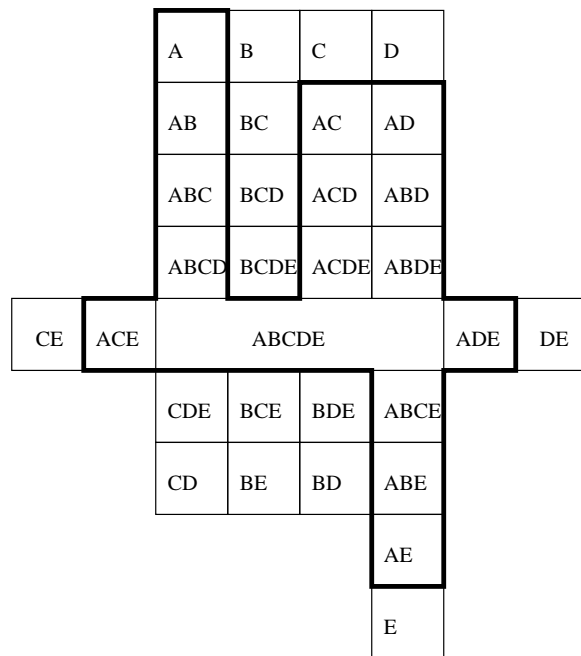 A B C D
AB BC AC AD
ABC BCD ACD ABD
ABCD BCDE ACDE ABDE
CE ACE ABCDE ADE DE
CDE BCE BDE ABCE
CD BE BD ABE
AE
E